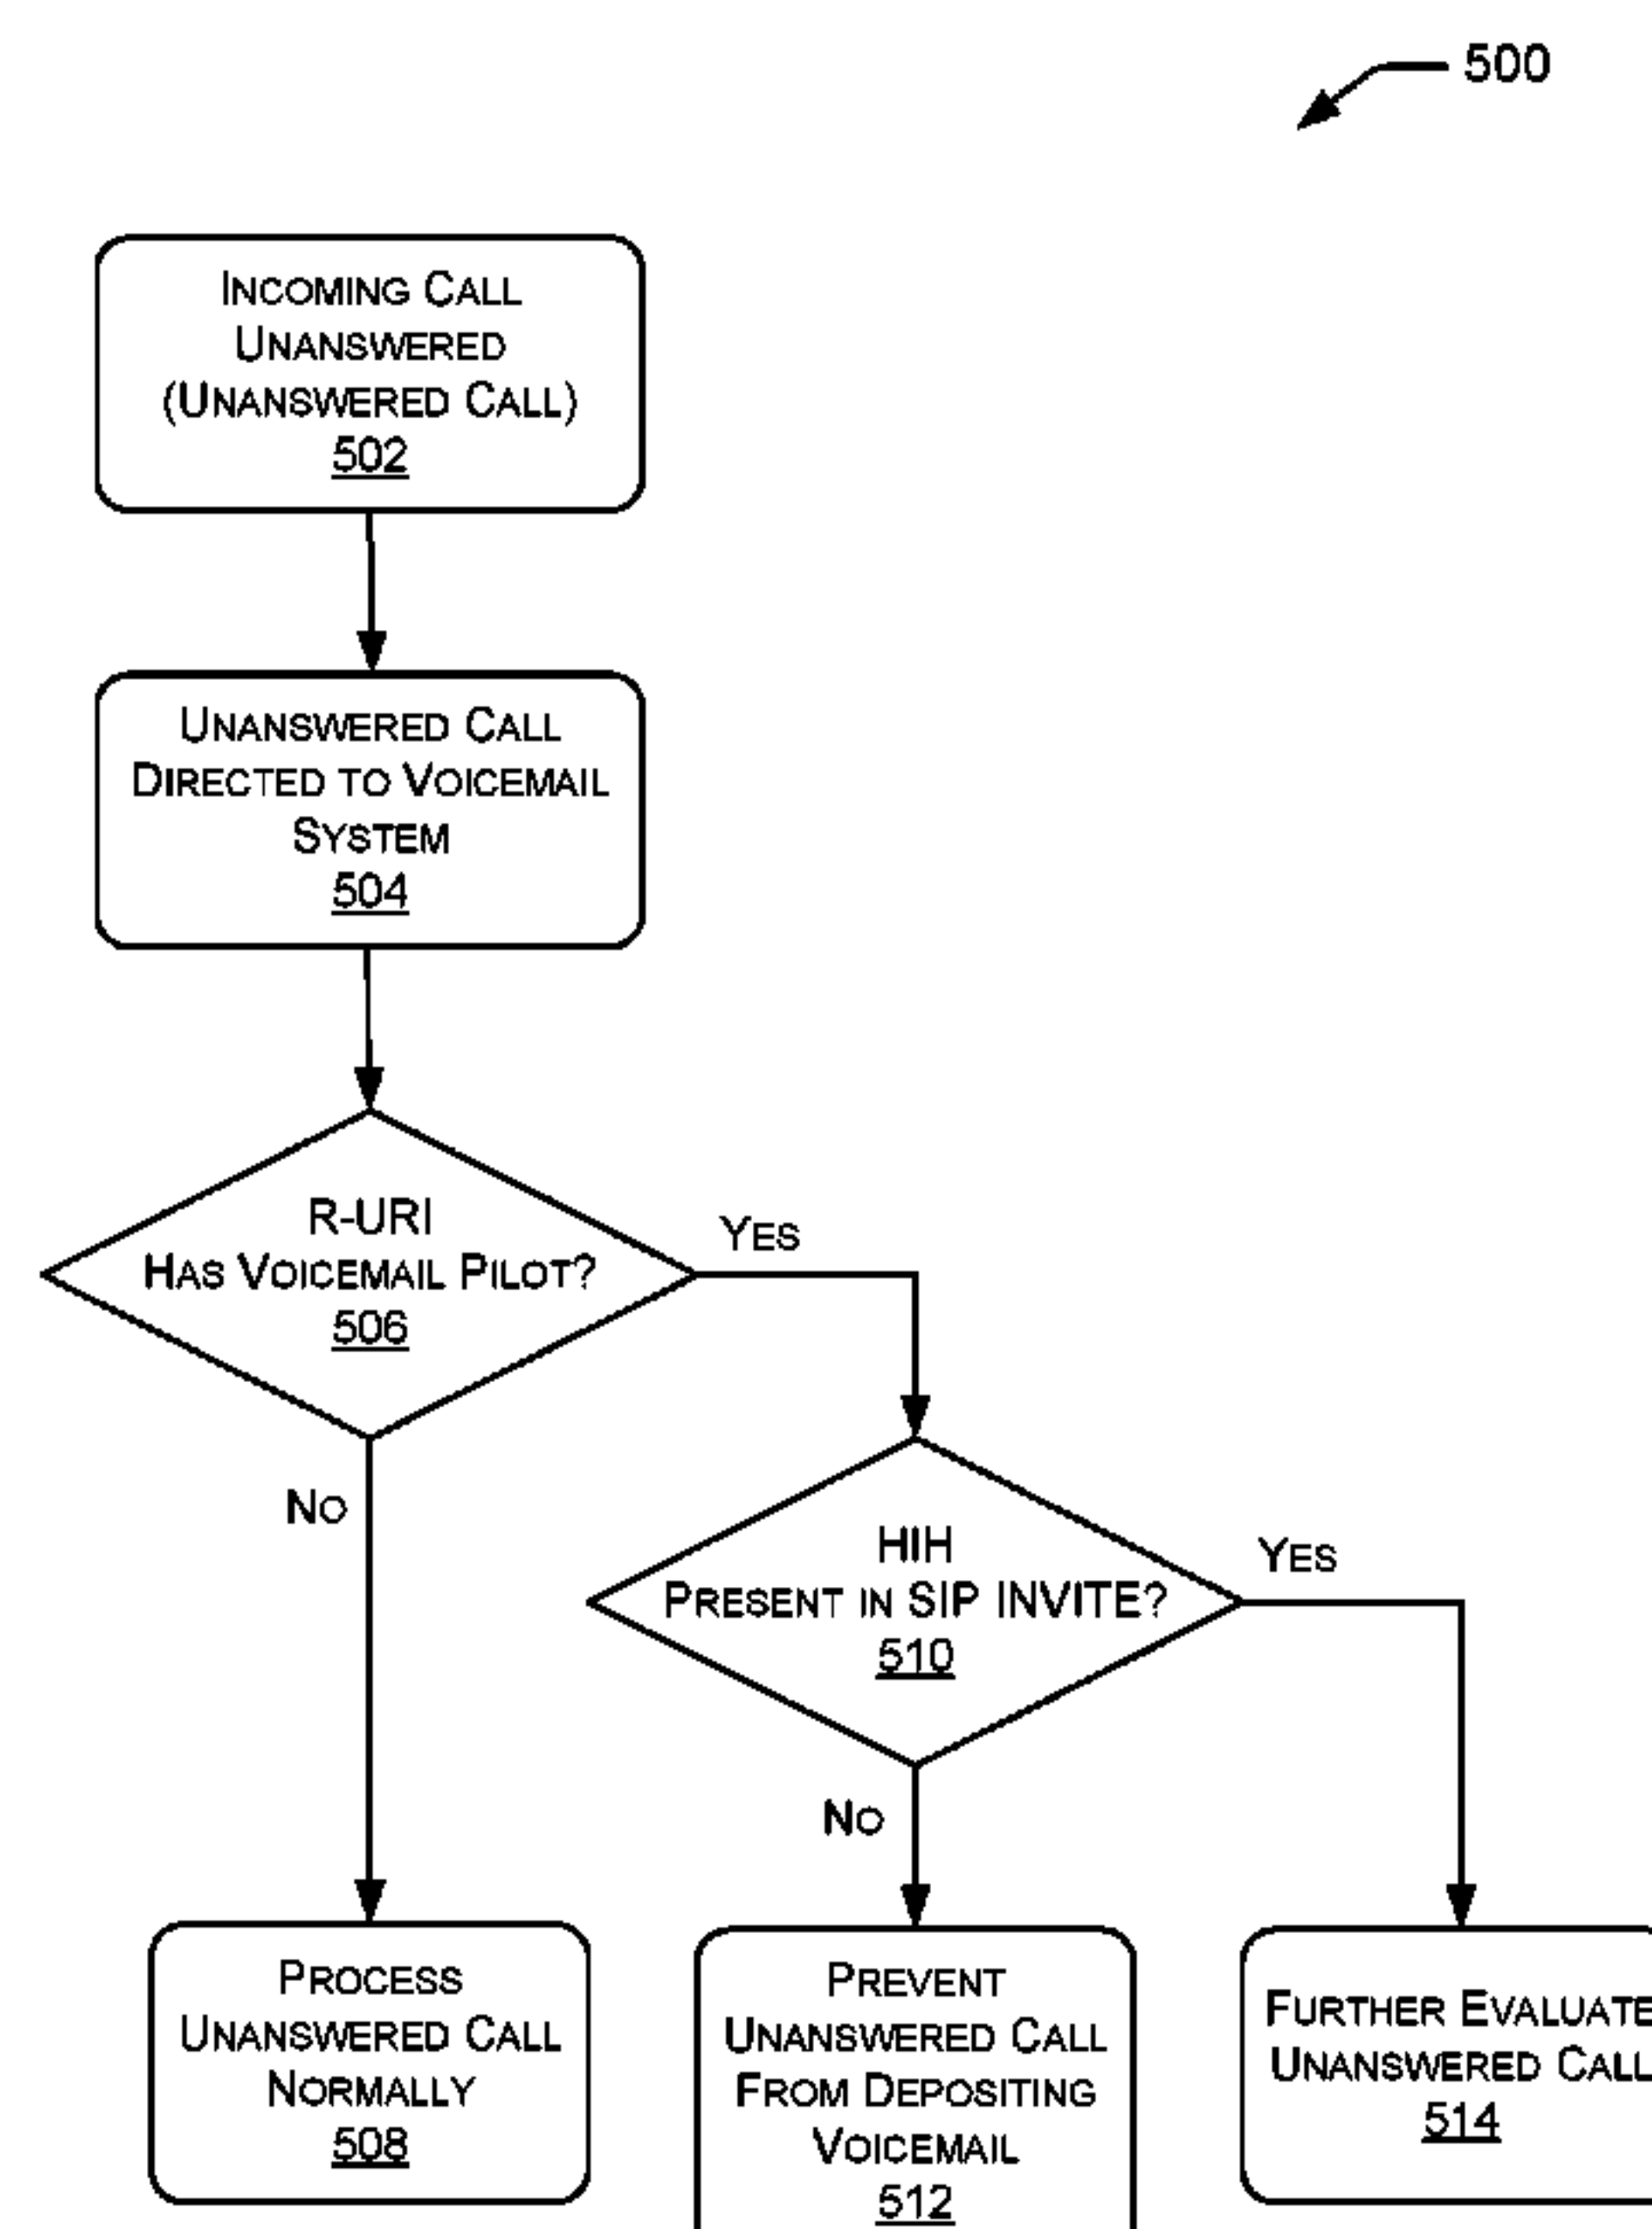 500
INCOMING CALL
UNANSWERED
(UNANSWERED CALL)
502
UNANSWERED CALL
DIRECTED TO VOICEMAIL
SYSTEM
504
R-URI
HAS VOICEMAIL PILOT?
506
YES
NO
HIH
PRESENT IN SIP INVITE?
510
YES
NO
PROCESS
UNANSWERED CALL
NORMALLY
508
PREVENT
UNANSWERED CALL
FROM DEPOSITING
VOICEMAIL
512
FURTHER EVALUATE
UNANSWERED CALL
514